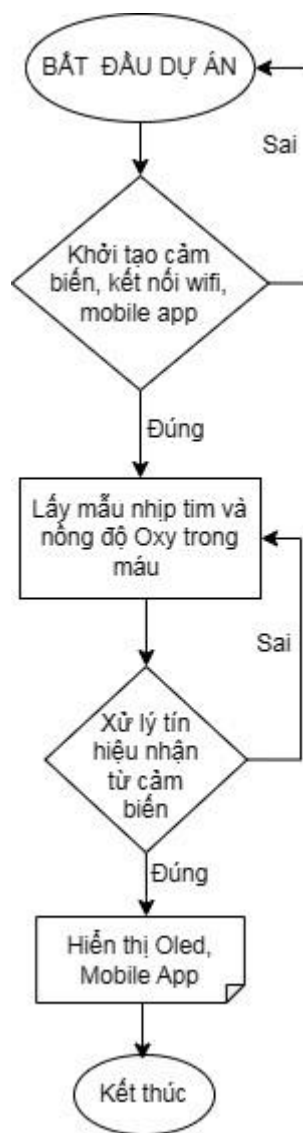 BẮT ĐẦU DỰ ÁN
Sai
Khởi tạo cảm
biến, kết nối wifi,
mobile app
Đúng
Lấy mẫu nhịp tim và
nồng độ Oxy trong
máu
Sai
Xử lý tín
hiệu nhận
từ cảm
biến
Đúng
Hiển thị Oled,
Mobile App
Kết thúc